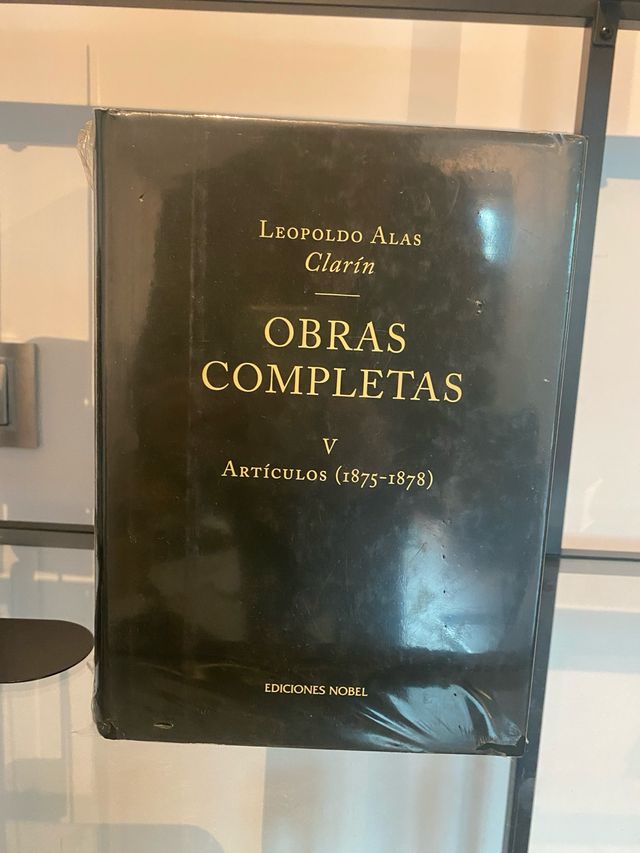 Leopoldo Alas
Clarín
OBRAS
COMPLETAS
V
Artículos (1875-1878)
EDICIONES NOBEL